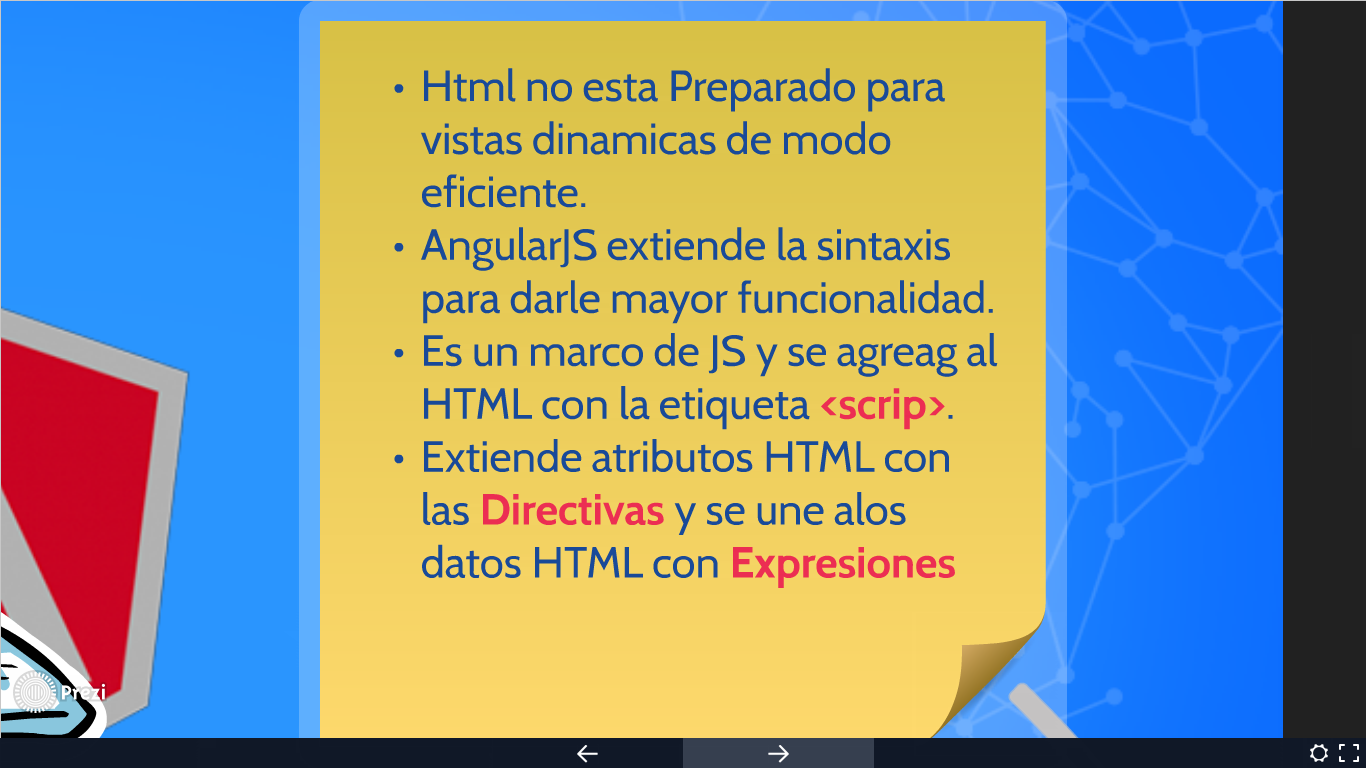 • Html no esta Preparado para
vistas dinamicas de modo
eficiente.
• AngularJS extiende la sintaxis
para darle mayor funcionalidad.
• Es un marco de JS y se agreag al
HTML con la etiqueta <scrip>.
• Extiende atributos HTML con
las Directivas y se une alos
datos HTML con Expresiones
Prezi